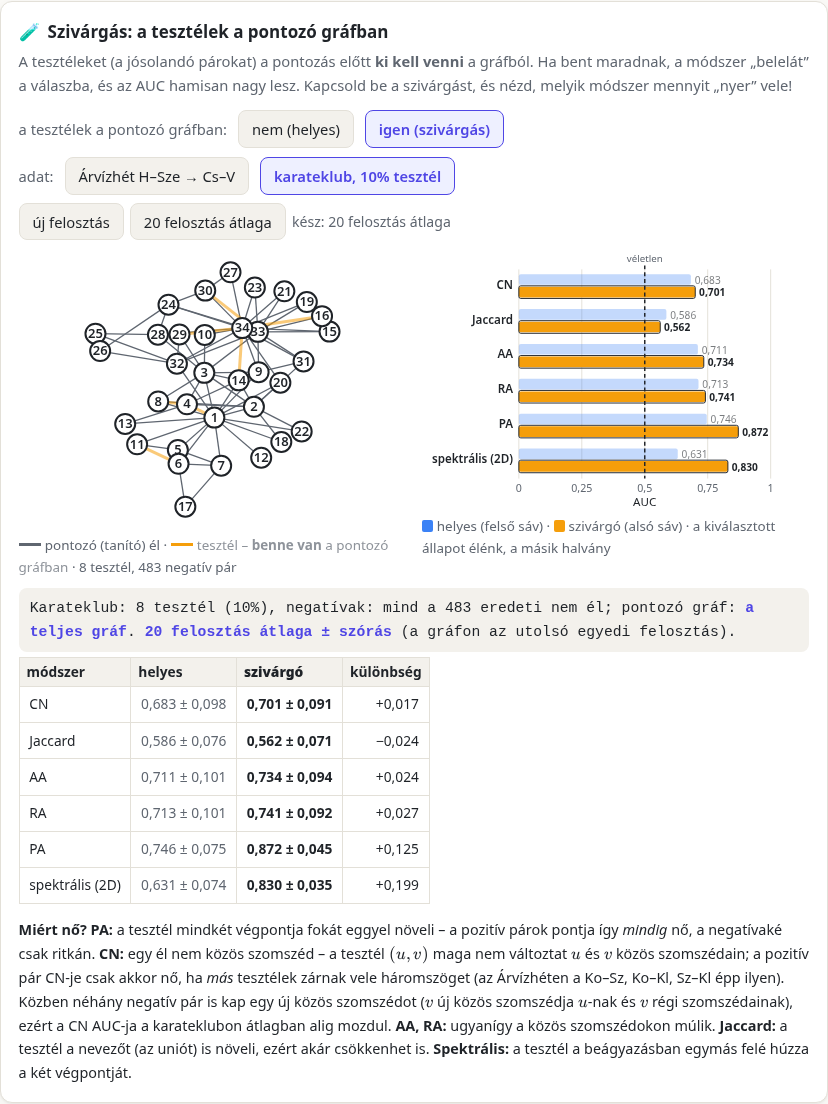 🧪 Szivárgás: a tesztélek a pontozó gráfban
A tesztéleket (a jósolandó párokat) a pontozás előtt ki kell venni a gráfból. Ha bent maradnak, a módszer „belelát”
a válaszba, és az AUC hamisan nagy lesz. Kapcsold be a szivárgást, és nézd, melyik módszer mennyit „nyer” vele!
a tesztélek a pontozó gráfban: nem (helyes) igen (szivárgás)
adat: Árvízhét H–Sze → Cs–V karateklub, 10% tesztél
új felosztás 20 felosztás átlaga kész: 20 felosztás átlaga
27
30 23 21
24 19
16
25 28 29 10 34 33 15
26
32 3 9 31
14 20
8 4 2
13 1
11 22
5 18
6 7 12
17
pontozó (tanító) él · tesztél – benne van a pontozó
gráfban · 8 tesztél, 483 negatív pár
véletlen
CN 0,683
0,701
Jaccard 0,586
0,562
AA 0,711
0,734
RA 0,713
0,741
PA 0,746
0,872
spektrális (2D) 0,631
0,830
0 0,25 0,5 0,75 1
AUC
helyes (felső sáv) · szivárgó (alsó sáv) · a kiválasztott
állapot élénk, a másik halvány
Karateklub: 8 tesztél (10%), negatívak: mind a 483 eredeti nem él; pontozó gráf: a
teljes gráf. 20 felosztás átlaga ± szórás (a gráfon az utolsó egyedi felosztás).
módszer helyes szivárgó különbség
CN 0,683 ± 0,098 0,701 ± 0,091 +0,017
Jaccard 0,586 ± 0,076 0,562 ± 0,071 −0,024
AA 0,711 ± 0,101 0,734 ± 0,094 +0,024
RA 0,713 ± 0,101 0,741 ± 0,092 +0,027
PA 0,746 ± 0,075 0,872 ± 0,045 +0,125
spektrális (2D) 0,631 ± 0,074 0,830 ± 0,035 +0,199
Miért nő? PA: a tesztél mindkét végpontja fokát eggyel növeli – a pozitív párok pontja így mindig nő, a negatívaké
csak ritkán. CN: egy él nem közös szomszéd – a tesztél (u, v) maga nem változtat u és v közös szomszédain; a pozitív
pár CN-je csak akkor nő, ha más tesztélek zárnak vele háromszöget (az Árvízhéten a Ko–Sz, Ko–Kl, Sz–Kl épp ilyen).
Közben néhány negatív pár is kap egy új közös szomszédot (v új közös szomszédja u-nak és v régi szomszédainak),
ezért a CN AUC-ja a karateklubon átlagban alig mozdul. AA, RA: ugyanígy a közös szomszédokon múlik. Jaccard: a
tesztél a nevezőt (az uniót) is növeli, ezért akár csökkenhet is. Spektrális: a tesztél a beágyazásban egymás felé húzza
a két végpontját.